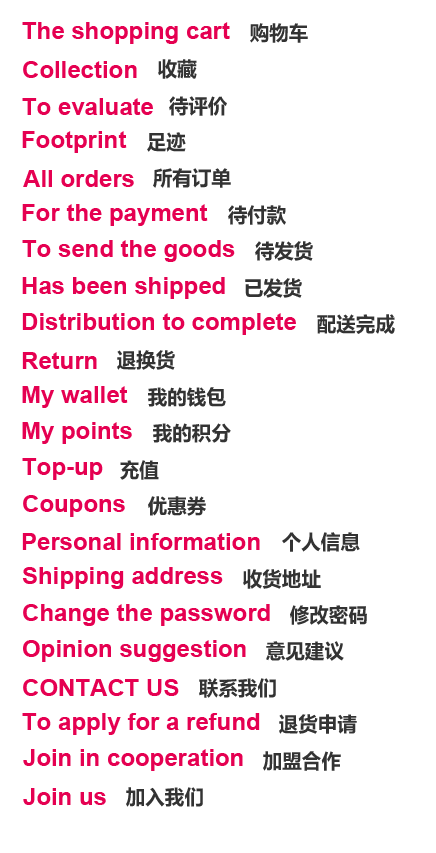 The shopping cart 购物车
Collection 收藏
To evaluate 待评价
Footprint 足迹
All orders 所有订单
For the payment 待付款
To send the goods 待发货
Has been shipped 已发货
Distribution to complete 配送完成
Return 退换货
My wallet 我的钱包
My points 我的积分
Top-up 充值
Coupons 优惠券
Personal information 个人信息
Shipping address 收货地址
Change the password 修改密码
Opinion suggestion 意见建议
CONTACT US 联系我们
To apply for a refund 退货申请
Join in cooperation 加盟合作
Join us 加入我们